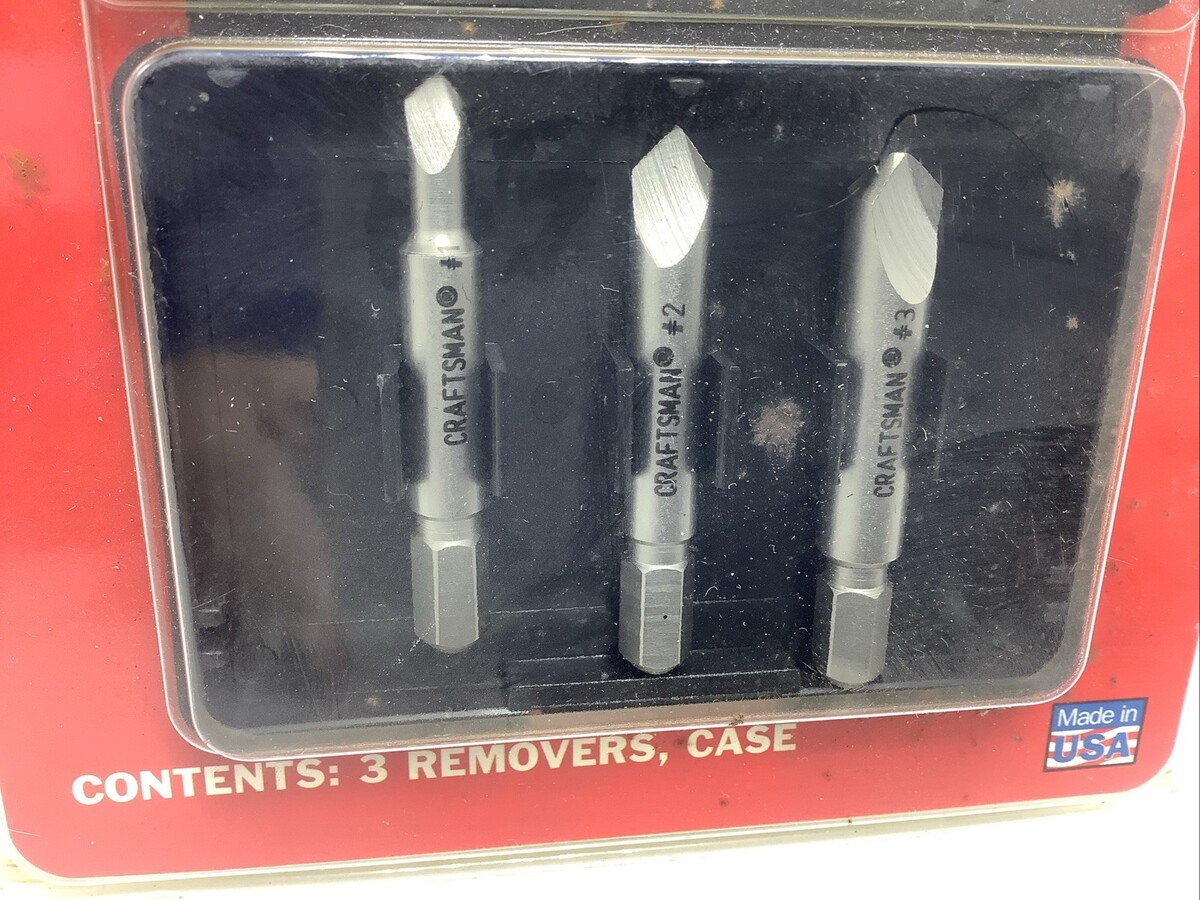 CRAFTSMAN® #1
CRAFTSMAN® #2
CRAFTSMAN® #3
CONTENTS: 3 REMOVERS, CASE
Made in
USA